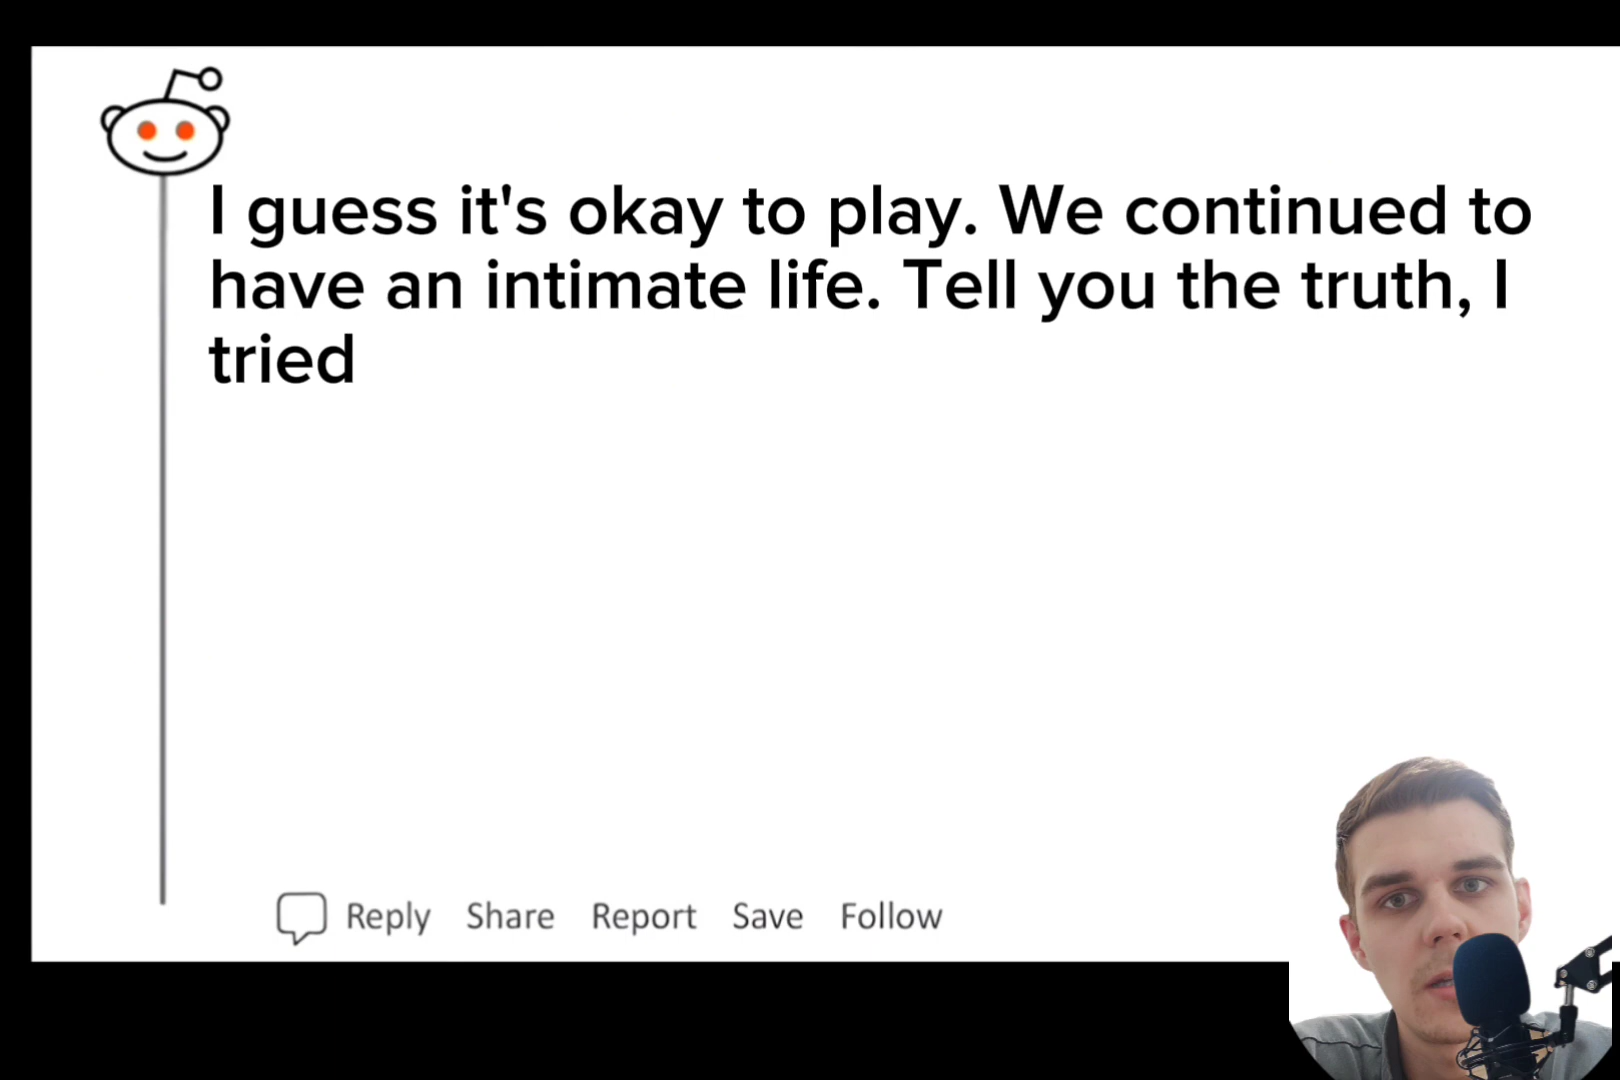 I guess it's okay to play. We continued to
have an intimate life. Tell you the truth, I
tried
Reply Share Report Save Follow